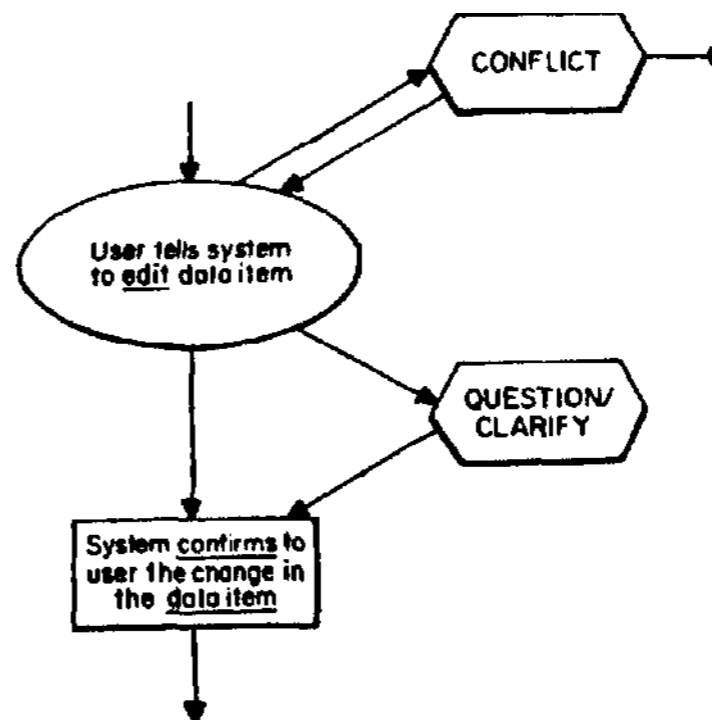 CONFLICT
User tells system
to edit data item
QUESTION/
CLARIFY
System confirms to
user the change in
the data item